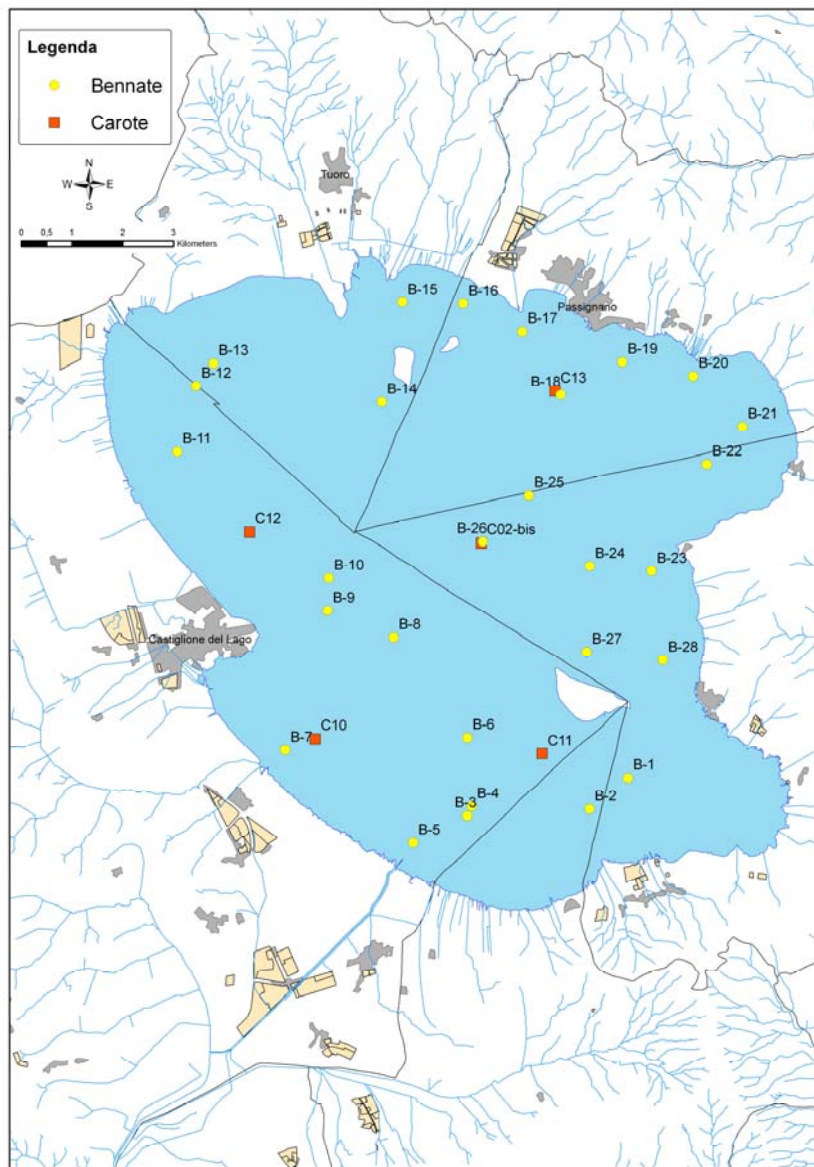 Legenda
Bennate
Carote
N
W E
S
0 0,5 1 2 3
Kilometers
Tuoro
B-15
B-16
B-17
Passignano
B-13
B-12
B-19
B-20
B-18 C13
B-14
B-21
B-11
B-22
B-25
C12
B-26 C02-bis
B-24
B-23
B-10
B-9
B-8
Castiglione del Lago
B-27
B-28
C10
B-7
B-6
C11
B-1
B-4
B-3
B-2
B-5